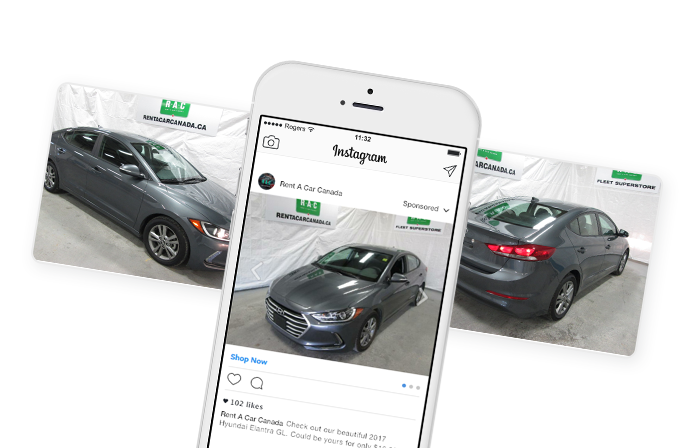 RAC
RENTACARCANADA.CA
Rogers
11:32
Instagram
Rent A Car Canada
Sponsored
RAC
RENTACARCANADA.CA
FLEET SUPERSTORE
CANADA.CA
FLEET SUPERSTORE
Shop Now
102 likes
Rent A Car Canada Check out our beautiful 2017
Hyundai Elantra GL. Could be yours for only